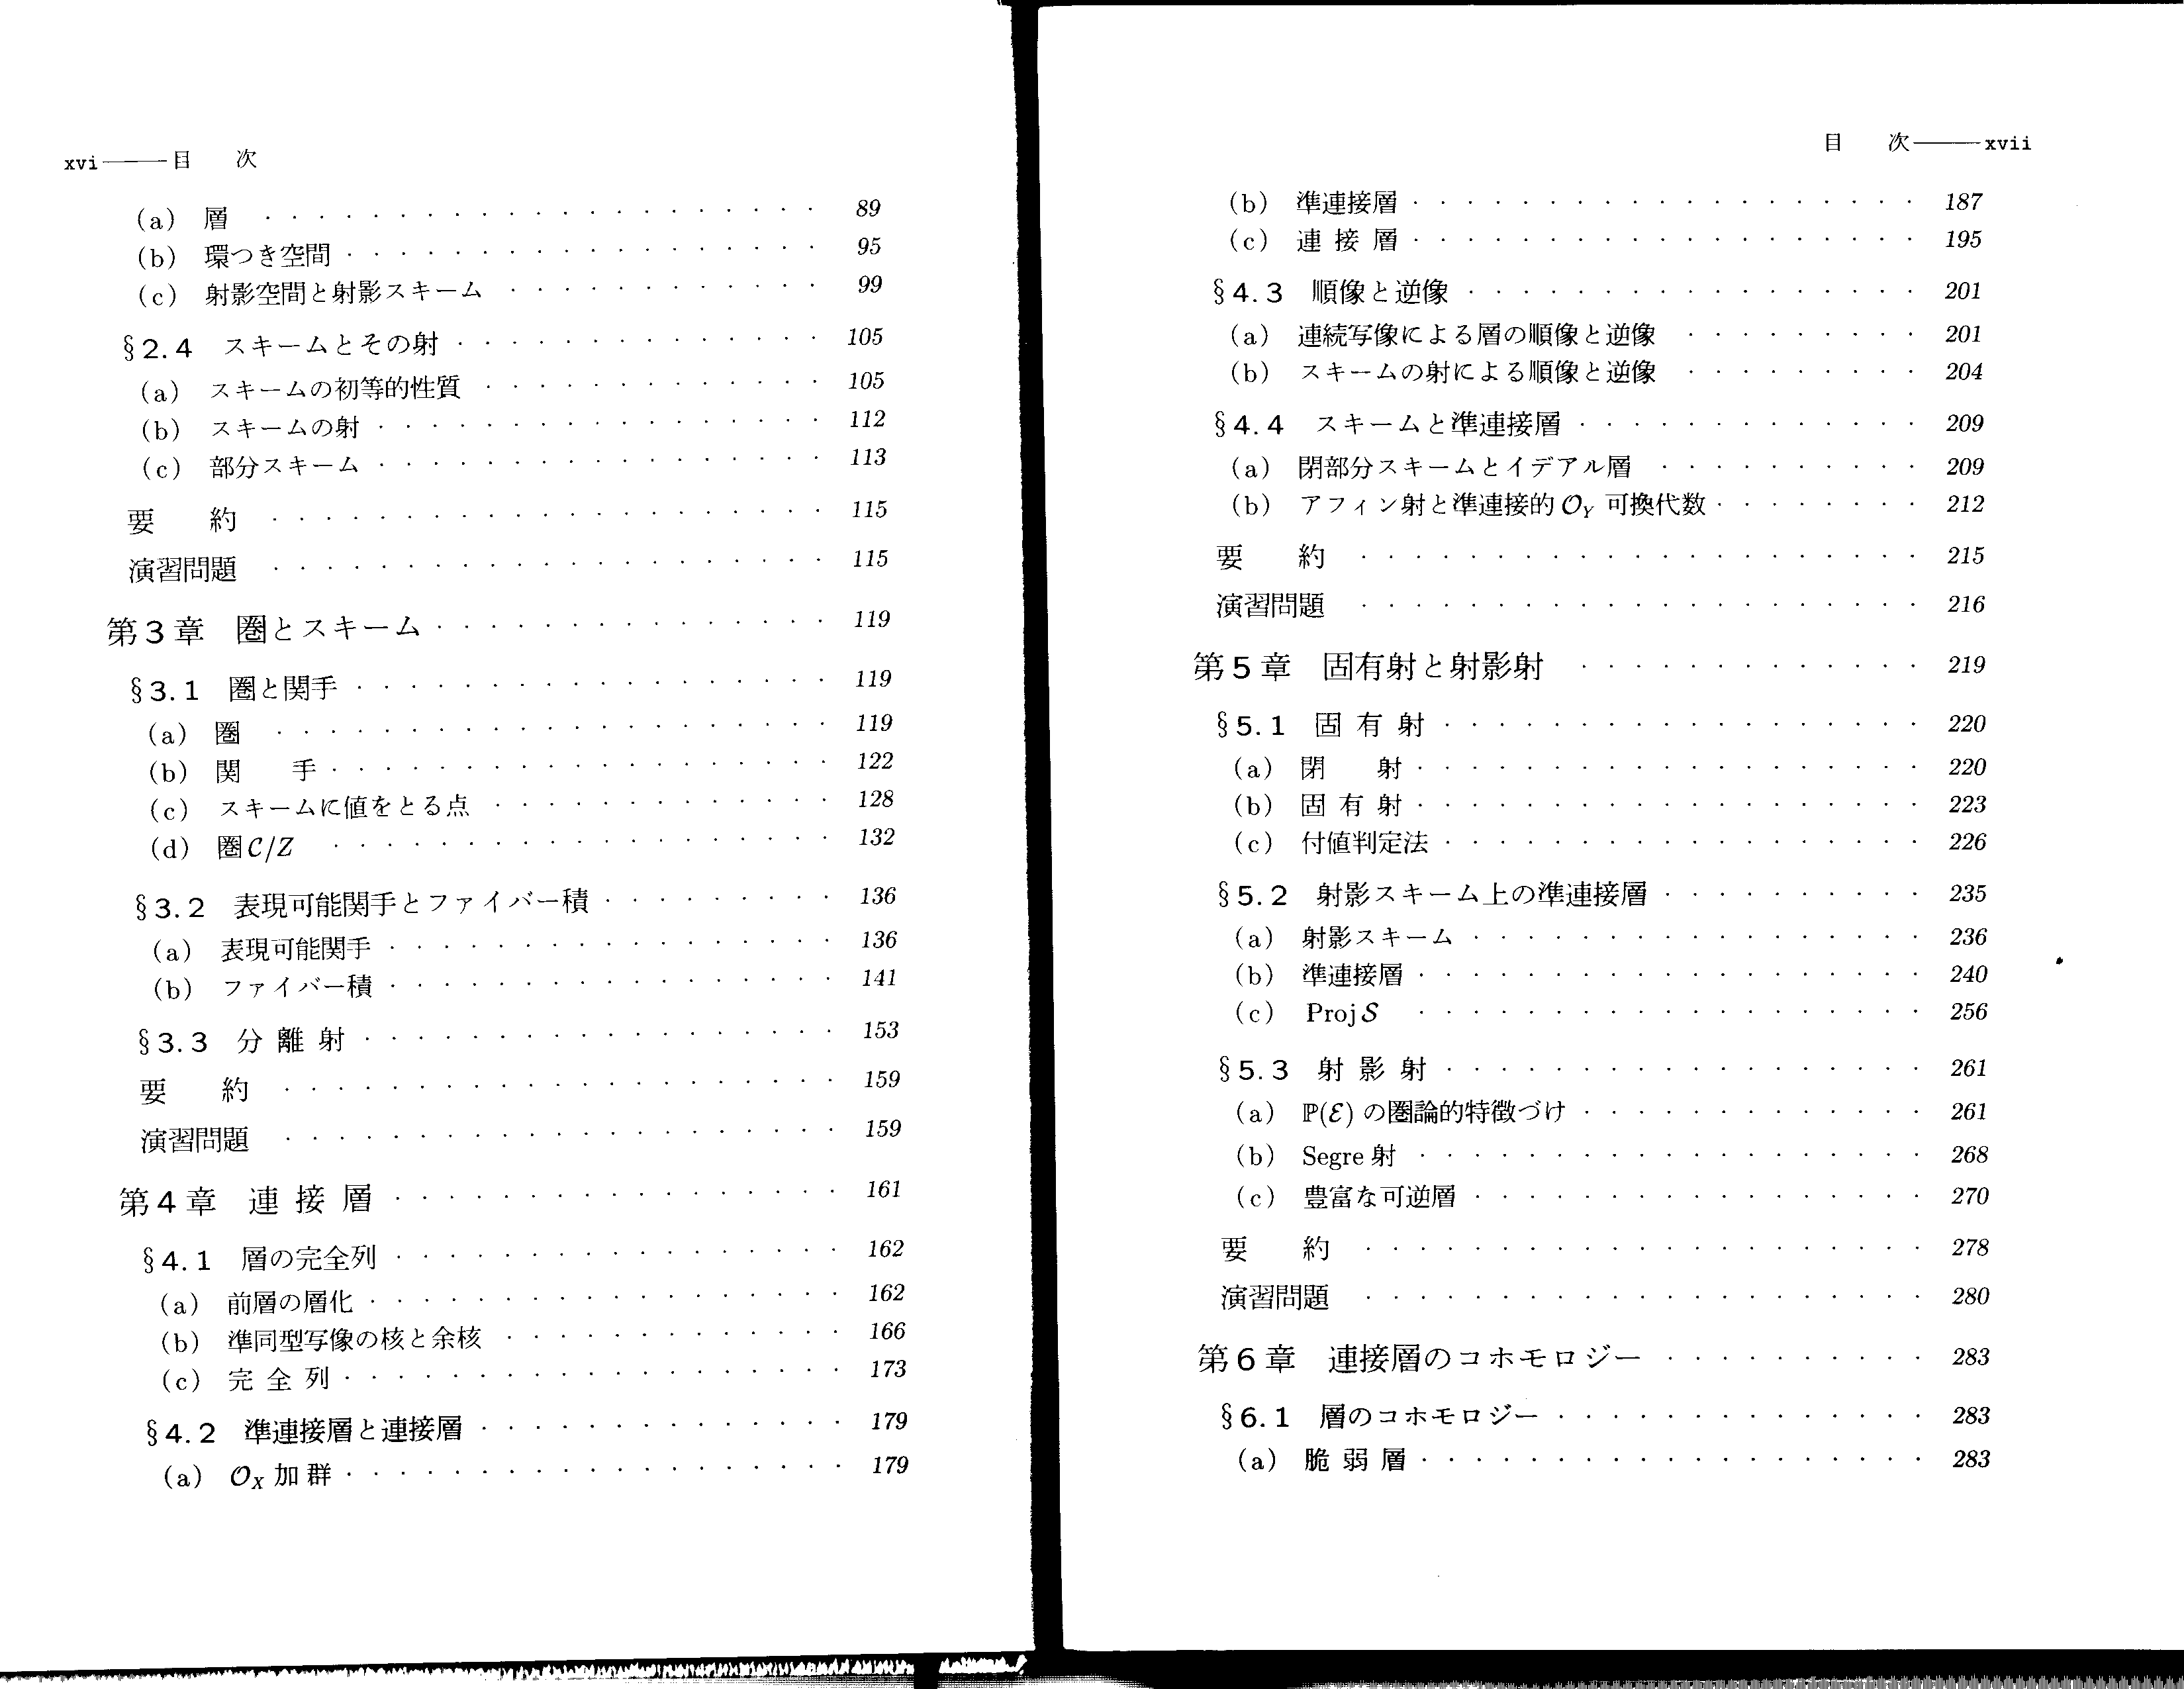 xvi――目　次
(a) 層 ・・・・・・・・・・・・・・・・・・・・・ 89
(b) 環つき空間 ・・・・・・・・・・・・・・・・・・ 95
(c) 射影空間と射影スキーム ・・・・・・・・・・・・ 99
§2.4 スキームとその射 ・・・・・・・・・・・・・・ 105
(a) スキームの初等的性質 ・・・・・・・・・・・・・ 105
(b) スキームの射 ・・・・・・・・・・・・・・・・・ 112
(c) 部分スキーム ・・・・・・・・・・・・・・・・・ 113
要　約 ・・・・・・・・・・・・・・・・・・・・・ 115
演習問題 ・・・・・・・・・・・・・・・・・・・・・ 115
第3章 圏とスキーム ・・・・・・・・・・・・・・・ 119
§3.1 圏と関手 ・・・・・・・・・・・・・・・・・・ 119
(a) 圏 ・・・・・・・・・・・・・・・・・・・・・ 119
(b) 関　手 ・・・・・・・・・・・・・・・・・・・ 122
(c) スキームに値をとる点 ・・・・・・・・・・・・・ 128
(d) 圏 𝒞/Z ・・・・・・・・・・・・・・・・・・・ 132
§3.2 表現可能関手とファイバー積 ・・・・・・・・・ 136
(a) 表現可能関手 ・・・・・・・・・・・・・・・・・ 136
(b) ファイバー積 ・・・・・・・・・・・・・・・・・ 141
§3.3 分離射 ・・・・・・・・・・・・・・・・・・ 153
要　約 ・・・・・・・・・・・・・・・・・・・・・ 159
演習問題 ・・・・・・・・・・・・・・・・・・・・・ 159
第4章 連接層 ・・・・・・・・・・・・・・・・・ 161
§4.1 層の完全列 ・・・・・・・・・・・・・・・・・ 162
(a) 前層の層化 ・・・・・・・・・・・・・・・・・・ 162
(b) 準同型写像の核と余核 ・・・・・・・・・・・・・ 166
(c) 完全列 ・・・・・・・・・・・・・・・・・・・ 173
§4.2 準連接層と連接層 ・・・・・・・・・・・・・・ 179
(a) 𝒪_X 加群 ・・・・・・・・・・・・・・・・・・・ 179
目　次――xvii
(b) 準連接層 ・・・・・・・・・・・・・・・・・・・ 187
(c) 連接層 ・・・・・・・・・・・・・・・・・・・ 195
§4.3 順像と逆像 ・・・・・・・・・・・・・・・・・ 201
(a) 連続写像による層の順像と逆像 ・・・・・・・・・ 201
(b) スキームの射による順像と逆像 ・・・・・・・・・ 204
§4.4 スキームと準連接層 ・・・・・・・・・・・・・ 209
(a) 閉部分スキームとイデアル層 ・・・・・・・・・・ 209
(b) アフィン射と準連接的 𝒪_Y 可換代数 ・・・・・・・・ 212
要　約 ・・・・・・・・・・・・・・・・・・・・・ 215
演習問題 ・・・・・・・・・・・・・・・・・・・・・ 216
第5章 固有射と射影射 ・・・・・・・・・・・・・ 219
§5.1 固有射 ・・・・・・・・・・・・・・・・・・ 220
(a) 閉　射 ・・・・・・・・・・・・・・・・・・・ 220
(b) 固有射 ・・・・・・・・・・・・・・・・・・・ 223
(c) 付値判定法 ・・・・・・・・・・・・・・・・・・ 226
§5.2 射影スキーム上の準連接層 ・・・・・・・・・・ 235
(a) 射影スキーム ・・・・・・・・・・・・・・・・・ 236
(b) 準連接層 ・・・・・・・・・・・・・・・・・・・ 240
(c) Proj 𝒮 ・・・・・・・・・・・・・・・・・・・ 256
§5.3 射影射 ・・・・・・・・・・・・・・・・・・ 261
(a) ℙ(ℰ) の圏論的特徴づけ ・・・・・・・・・・・・・ 261
(b) Segre 射 ・・・・・・・・・・・・・・・・・・・ 268
(c) 豊富な可逆層 ・・・・・・・・・・・・・・・・・ 270
要　約 ・・・・・・・・・・・・・・・・・・・・・ 278
演習問題 ・・・・・・・・・・・・・・・・・・・・・ 280
第6章 連接層のコホモロジー ・・・・・・・・・・ 283
§6.1 層のコホモロジー ・・・・・・・・・・・・・・ 283
(a) 脆弱層 ・・・・・・・・・・・・・・・・・・・ 283